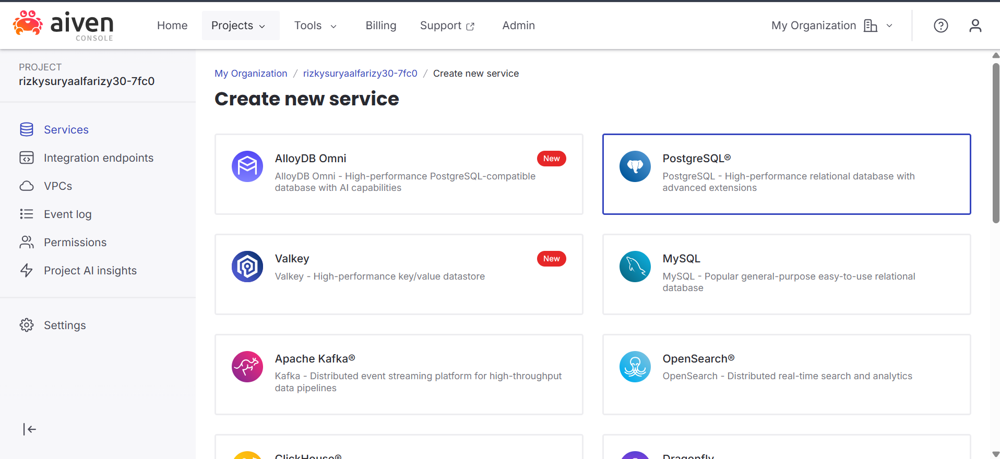 aiven
CONSOLE
Home
Projects
Tools
Billing
Support
Admin
My Organization
PROJECT
rizkysuryaalfarizy30-7fc0
Services
Integration endpoints
VPCs
Event log
Permissions
Project AI insights
Settings
My Organization / rizkysuryaalfarizy30-7fc0 / Create new service
Create new service
AlloyDB Omni
New
AlloyDB Omni - High-performance PostgreSQL-compatible
database with AI capabilities
PostgreSQL®
PostgreSQL - High-performance relational database with
advanced extensions
Valkey
New
Valkey - High-performance key/value datastore
MySQL
MySQL - Popular general-purpose easy-to-use relational
database
Apache Kafka®
Kafka - Distributed event streaming platform for high-throughput
data pipelines
OpenSearch®
OpenSearch - Distributed real-time search and analytics
ClickHouse®
Dragonfly